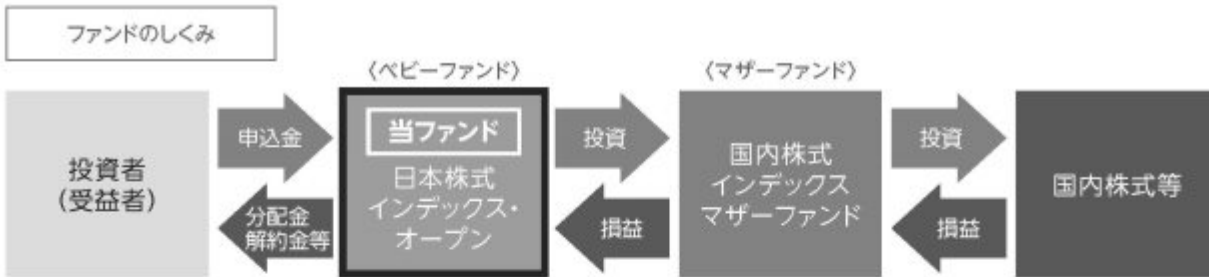 ファンドのしくみ
〈ベビーファンド〉
〈マザーファンド〉
投資者
(受益者)
申込金
分配金
解約金等
当ファンド
日本株式
インデックス・
オープン
投資
損益
国内株式
インデックス
マザーファンド
投資
損益
国内株式等